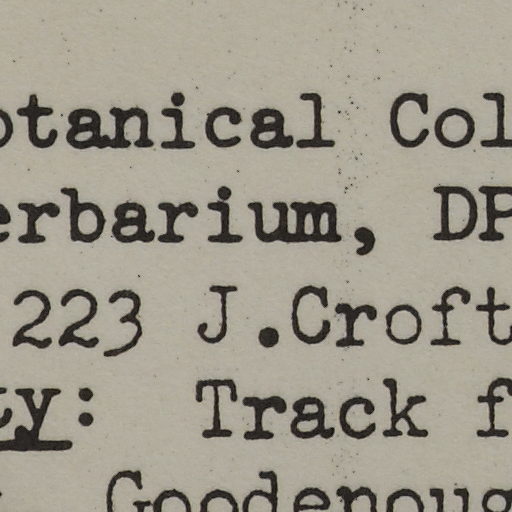 otanical Col
erbarium, DP
223 J.Croft
ty: Track f
Goodenoug